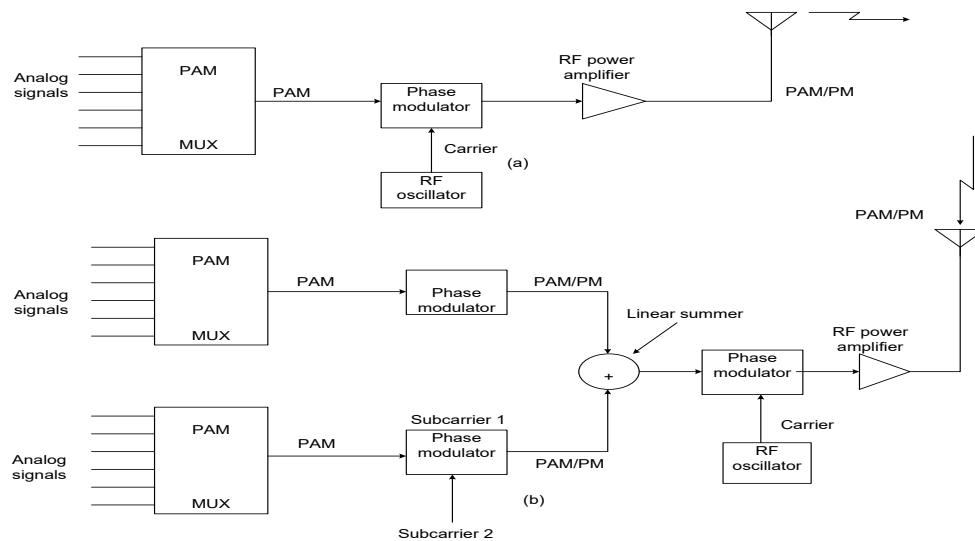 Analog
signals
PAM
MUX
PAM
Phase
modulator
RF power
amplifier
PAM/PM
Carrier
RF
oscillator
(a)
Analog
signals
PAM
MUX
PAM
Phase
modulator
PAM/PM
Linear summer
+
Phase
modulator
RF power
amplifier
PAM/PM
Carrier
RF
oscillator
Analog
signals
PAM
MUX
PAM
Subcarrier 1
Phase
modulator
PAM/PM
Subcarrier 2
(b)